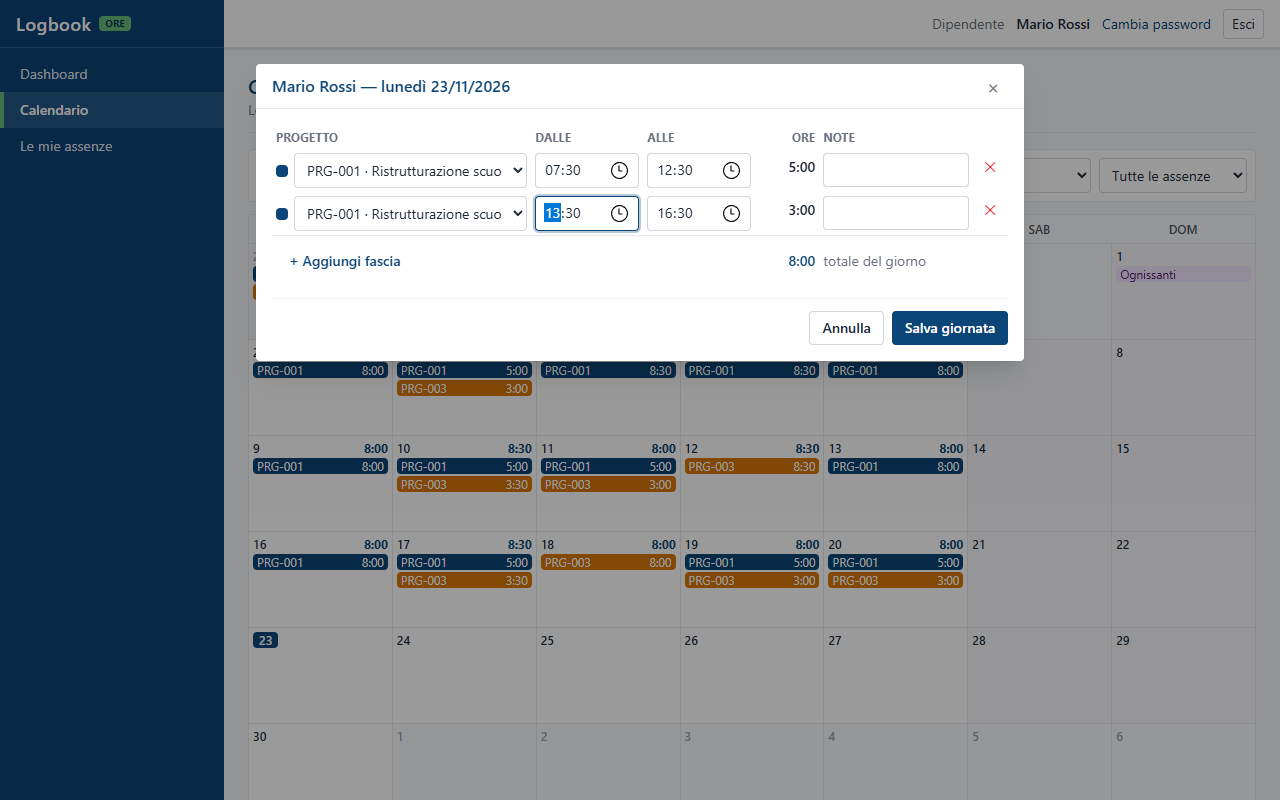 Logbook ORE
Dipendente Mario Rossi Cambia password Esci
Dashboard
Calendario
Le mie assenze
Mario Rossi — lunedì 23/11/2026 ×
PROGETTO DALLE ALLE ORE NOTE
PRG-001 · Ristrutturazione scuo 07:30 12:30 5:00
PRG-001 · Ristrutturazione scuo 13:30 16:30 3:00
+ Aggiungi fascia 8:00 totale del giorno
Annulla Salva giornata
Tutte le assenze
SAB DOM
1
Ognissanti
8
PRG-001 8:00 PRG-001 5:00 PRG-001 8:30 PRG-001 8:30 PRG-001 8:00
PRG-003 3:00
9 8:00 10 8:30 11 8:00 12 8:30 13 8:00 14 15
PRG-001 8:00 PRG-001 5:00 PRG-001 5:00 PRG-003 8:30 PRG-001 8:00
PRG-003 3:30 PRG-003 3:00
16 8:00 17 8:30 18 8:00 19 8:00 20 8:00 21 22
PRG-001 8:00 PRG-001 5:00 PRG-003 8:00 PRG-001 5:00 PRG-001 5:00
PRG-003 3:30 PRG-003 3:00 PRG-003 3:00
23 24 25 26 27 28 29
30 1 2 3 4 5 6